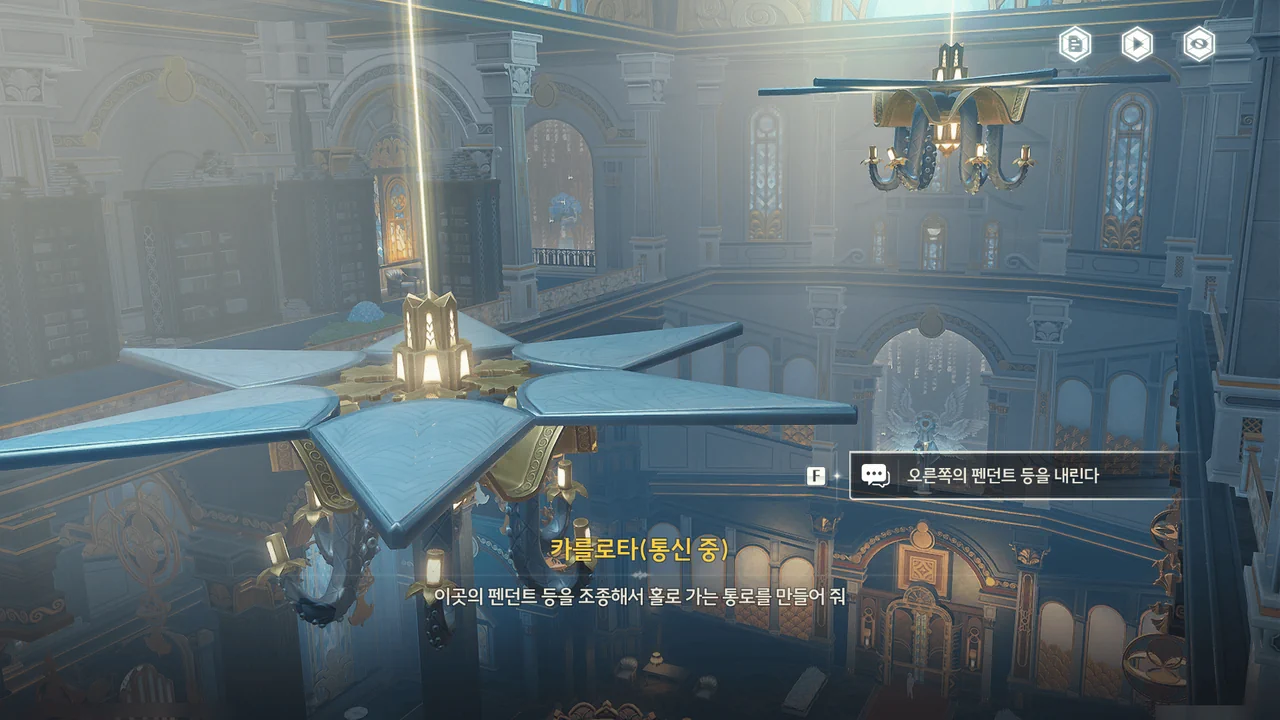 F
오른쪽의 펜던트 등을 내린다
카를로타(통신 중)
이곳의 펜던트 등을 조종해서 홀로 가는 통로를 만들어 줘